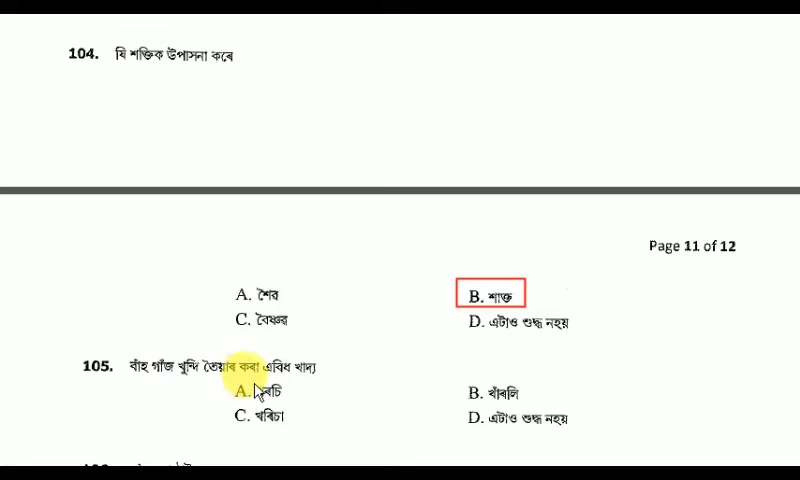 104. যি শক্তিক উপাসনা কৰে
Page 11 of 12
A. শৈৱ
B. শাক্ত
C. বৈষ্ণৱ
D. এটাও শুদ্ধ নহয়
105. বাঁহ গাঁজ খুন্দি তৈয়াৰ কৰা এবিধ খাদ্য
A.
B. খাঁৰলি
C. খৰিচা
D. এটাও শুদ্ধ নহয়